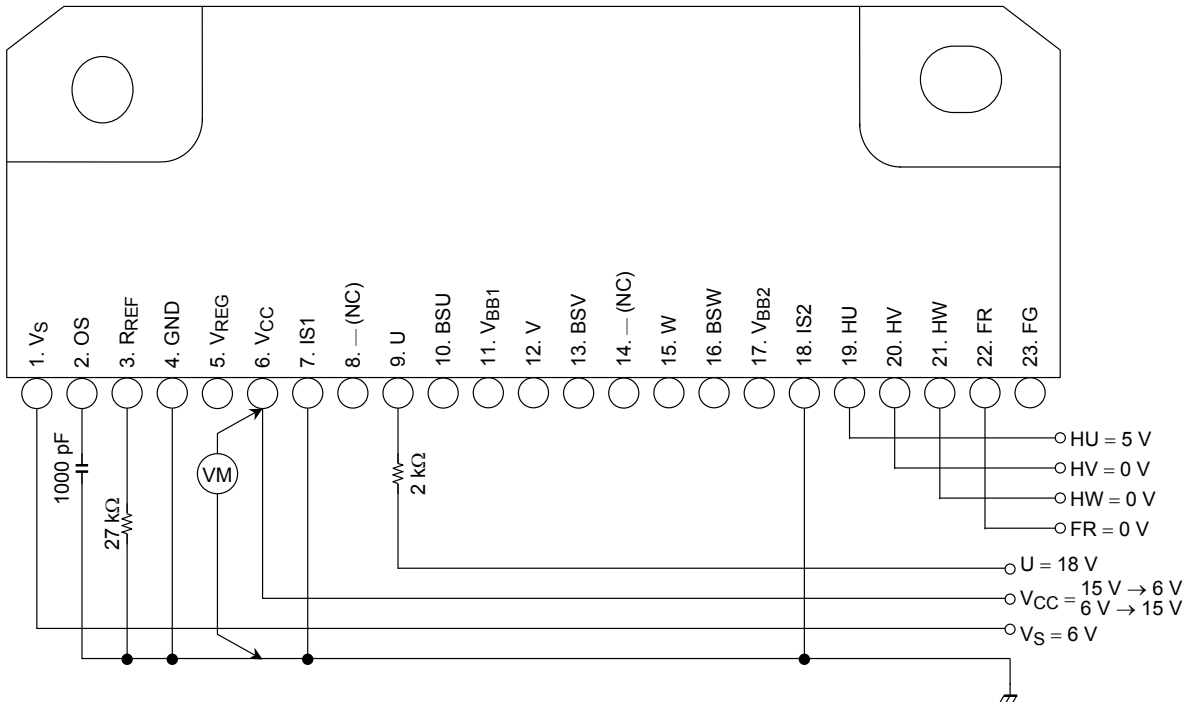 1. VS
2. OS
3. RREF
4. GND
5. VREG
6. VCC
7. IS1
8. — (NC)
9. U
10. BSU
11. VBB1
12. V
13. BSV
14. — (NC)
15. W
16. BSW
17. VBB2
18. IS2
19. HU
20. HV
21. HW
22. FR
23. FG
1000 pF
27 kΩ
VM
2 kΩ
HU = 5 V
HV = 0 V
HW = 0 V
FR = 0 V
U = 18 V
VCC = 15 V → 6 V
6 V → 15 V
VS = 6 V